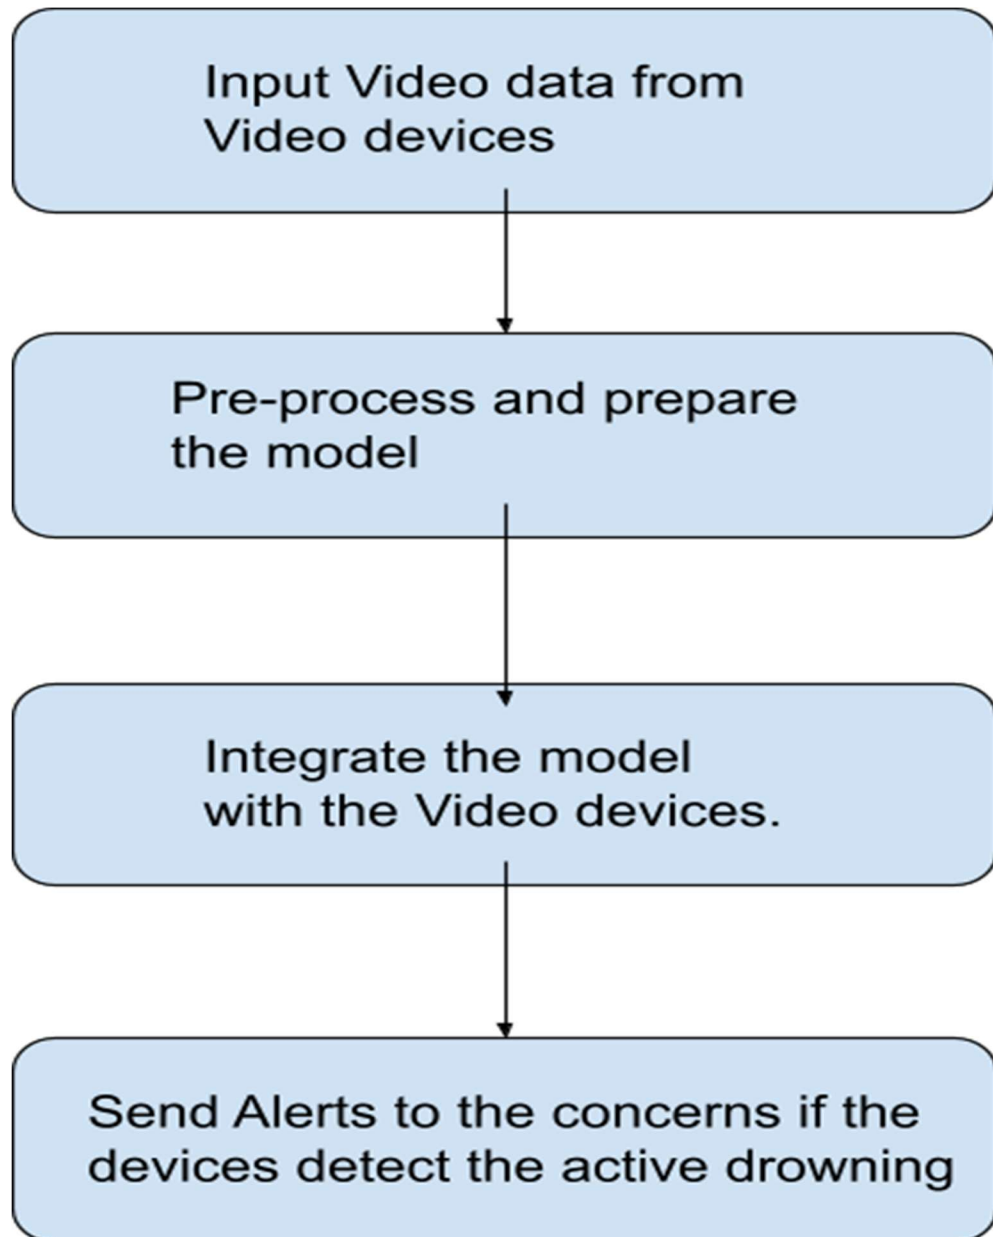 Input Video data from
Video devices
Pre-process and prepare
the model
Integrate the model
with the Video devices.
Send Alerts to the concerns if the
devices detect the active drowning